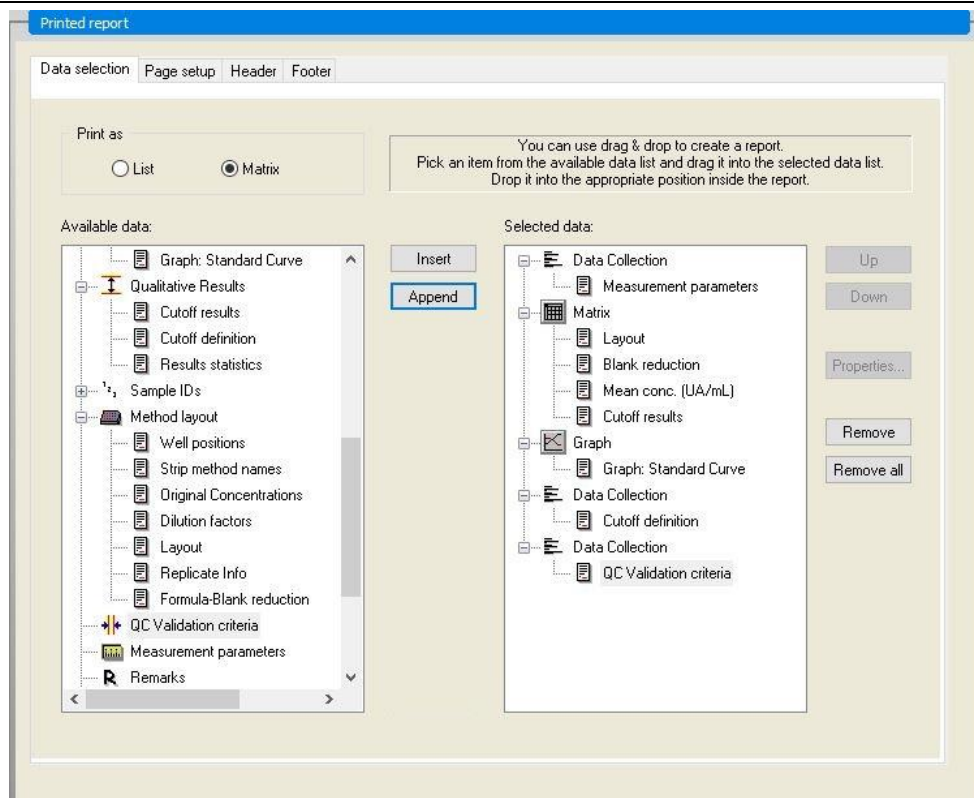 Printed report
Data selection Page setup Header Footer
Print as
List Matrix
You can use drag & drop to create a report.
Pick an item from the available data list and drag it into the selected data list.
Drop it into the appropriate position inside the report.
Available data:
Graph: Standard Curve
Qualitative Results
Cutoff results
Cutoff definition
Results statistics
Sample IDs
Method layout
Well positions
Strip method names
Original Concentrations
Dilution factors
Layout
Replicate Info
Formula-Blank reduction
QC Validation criteria
Measurement parameters
Remarks
Insert
Append
Selected data:
Data Collection
Measurement parameters
Matrix
Layout
Blank reduction
Mean conc. (UA/mL)
Cutoff results
Graph
Graph: Standard Curve
Data Collection
Cutoff definition
Data Collection
QC Validation criteria
Up
Down
Properties...
Remove
Remove all